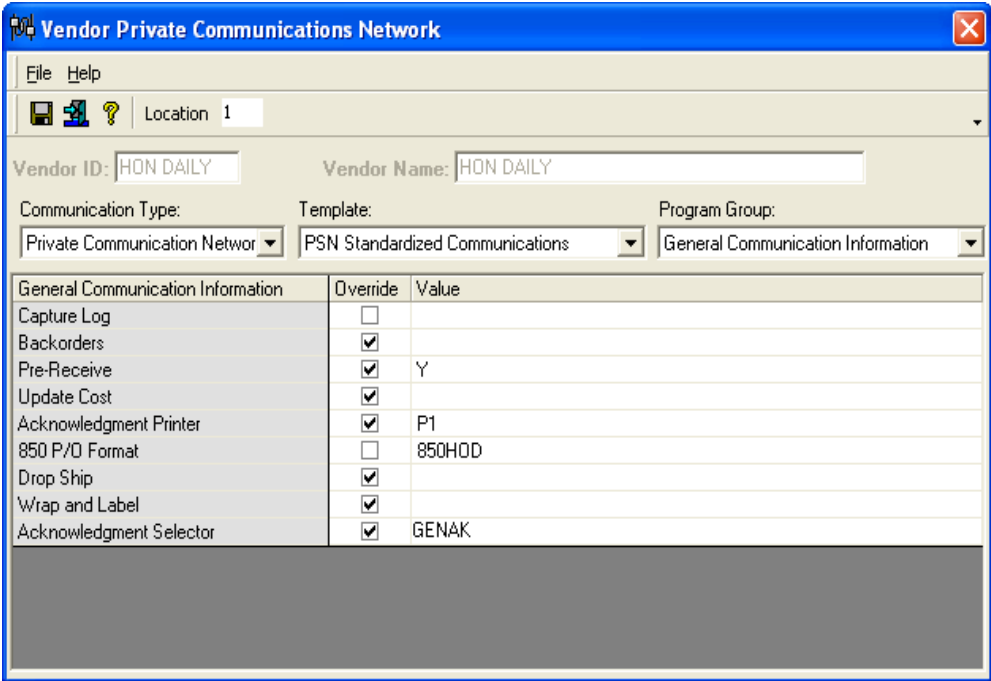 Vendor Private Communications Network
File Help
Location 1
Vendor ID: HON DAILY Vendor Name: HON DAILY
Communication Type: Template: Program Group:
Private Communication Networ PSN Standardized Communications General Communication Information
General Communication Information Override Value
Capture Log
Backorders
Pre-Receive Y
Update Cost
Acknowledgment Printer P1
850 P/O Format 850HOD
Drop Ship
Wrap and Label
Acknowledgment Selector GENAK